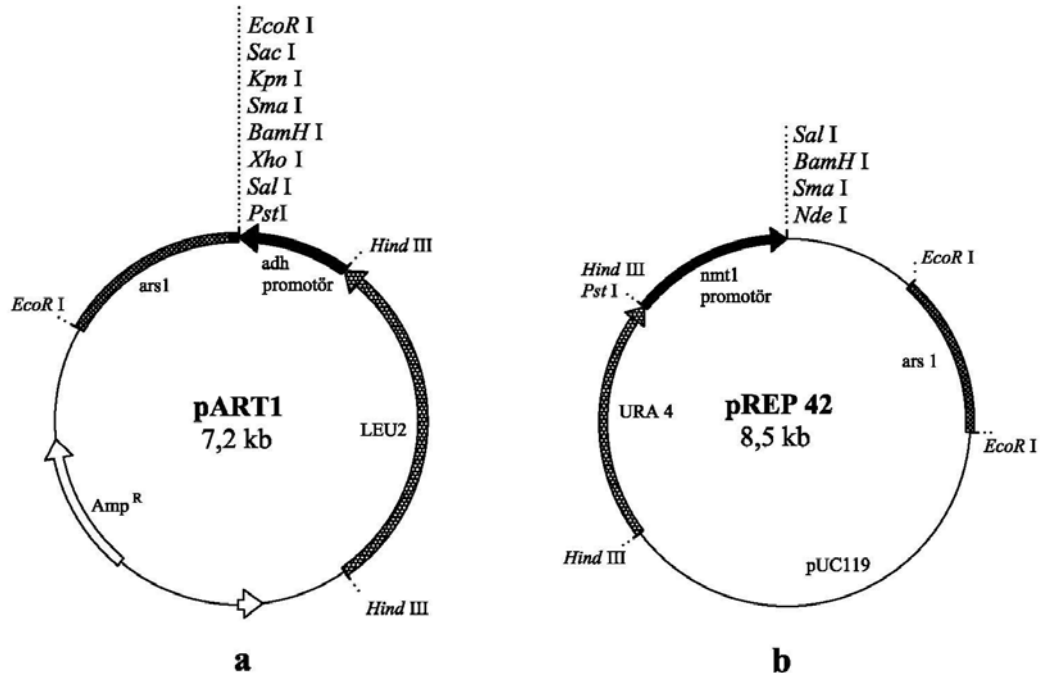 EcoR I
Sac I
Kpn I
Sma I
BamH I
Xho I
Sal I
PstI
Hind III
adh
promotör
ars1
EcoR I
pART1
7,2 kb
LEU2
Amp R
Hind III
a
Sal I
BamH I
Sma I
Nde I
EcoR I
Hind III
Pst I
nmt1
promotör
ars 1
URA 4
pREP 42
8,5 kb
EcoR I
Hind III
pUC119
b